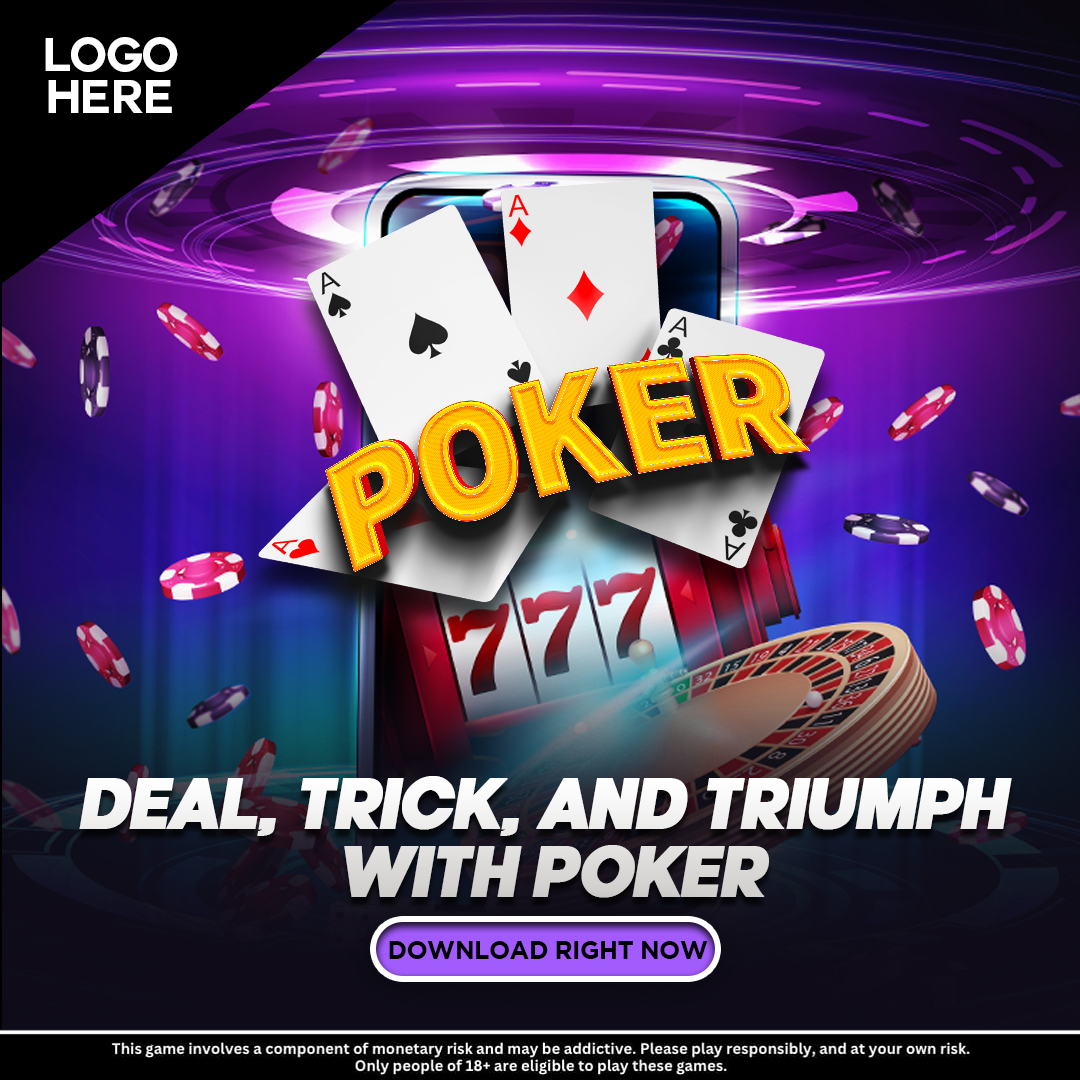 LOGO
HERE
A
A
A
POKER
A
A
777
DEAL, TRICK, AND TRIUMPH
WITH POKER
DOWNLOAD RIGHT NOW
This game involves a component of monetary risk and may be addictive. Please play responsibly, and at your own risk.
Only people of 18+ are eligible to play these games.